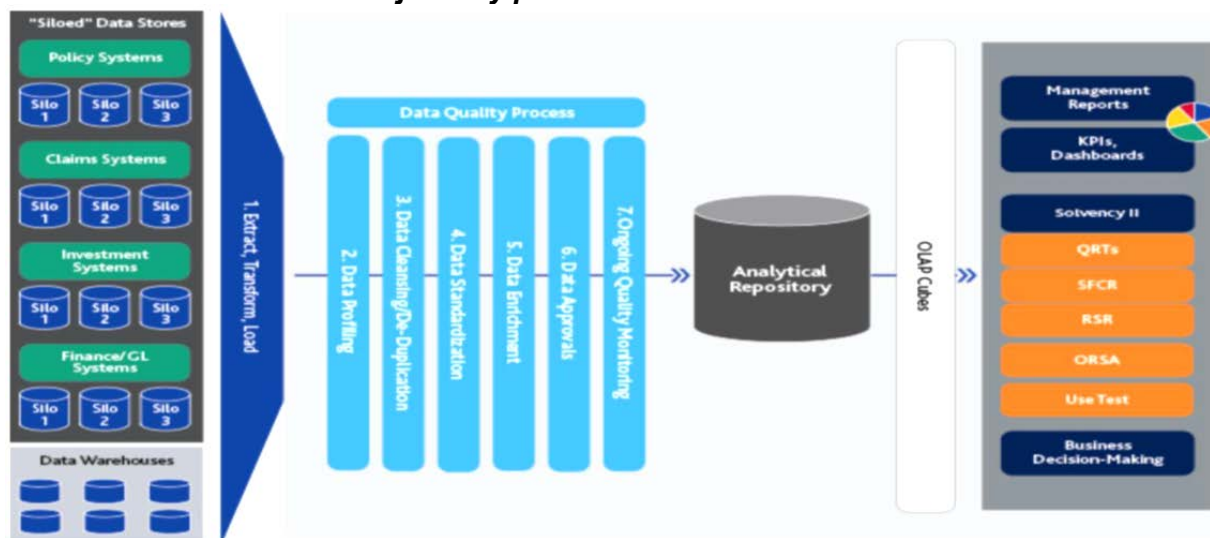 "Siloed" Data Stores
Policy Systems
Silo
1
Silo
2
Silo
3
Claims Systems
Silo
1
Silo
2
Silo
3
Investment
Systems
Silo
1
Silo
2
Silo
3
Finance/GL
Systems
Silo
1
Silo
2
Silo
3
Data Warehouses
1. Extract, Transform, Load
Data Quality Process
2. Data Profiling
3. Data Cleansing/De-Duplication
4. Data Standardization
5. Data Enrichment
6. Data Approvals
7. Ongoing Quality Monitoring
Analytical
Repository
OLAP Cubes
Management
Reports
KPIs,
Dashboards
Solvency II
QRTs
SFCR
RSR
ORSA
Use Test
Business
Decision-Making